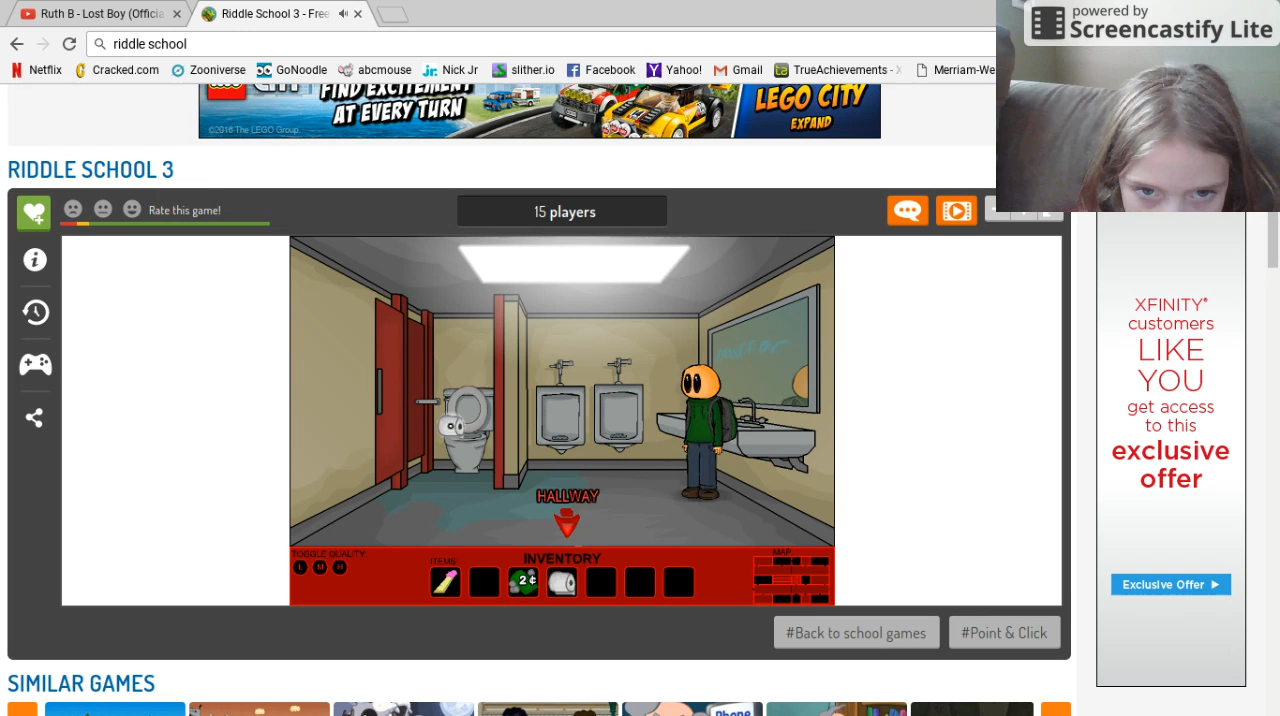 Ruth B - Lost Boy (Officia
Riddle School 3 - Free
riddle school
Netflix
Cracked.com
Zooniverse
GoNoodle
abcmouse
Nick Jr
slither.io
Facebook
Yahoo!
Gmail
TrueAchievements - X
Merriam-We
powered by
Screencastify Lite
FIND EXCITEMENT
AT EVERY TURN
LEGO CITY
EXPAND
©2016 The LEGO Group.
RIDDLE SCHOOL 3
Rate this game!
15 players
HALLWAY
TOGGLE QUALITY:
L M H
ITEMS:
INVENTORY
2¢
MAP:
XFINITY®
customers
LIKE
YOU
get access
to this
exclusive
offer
Exclusive Offer
#Back to school games
#Point & Click
SIMILAR GAMES
Phone